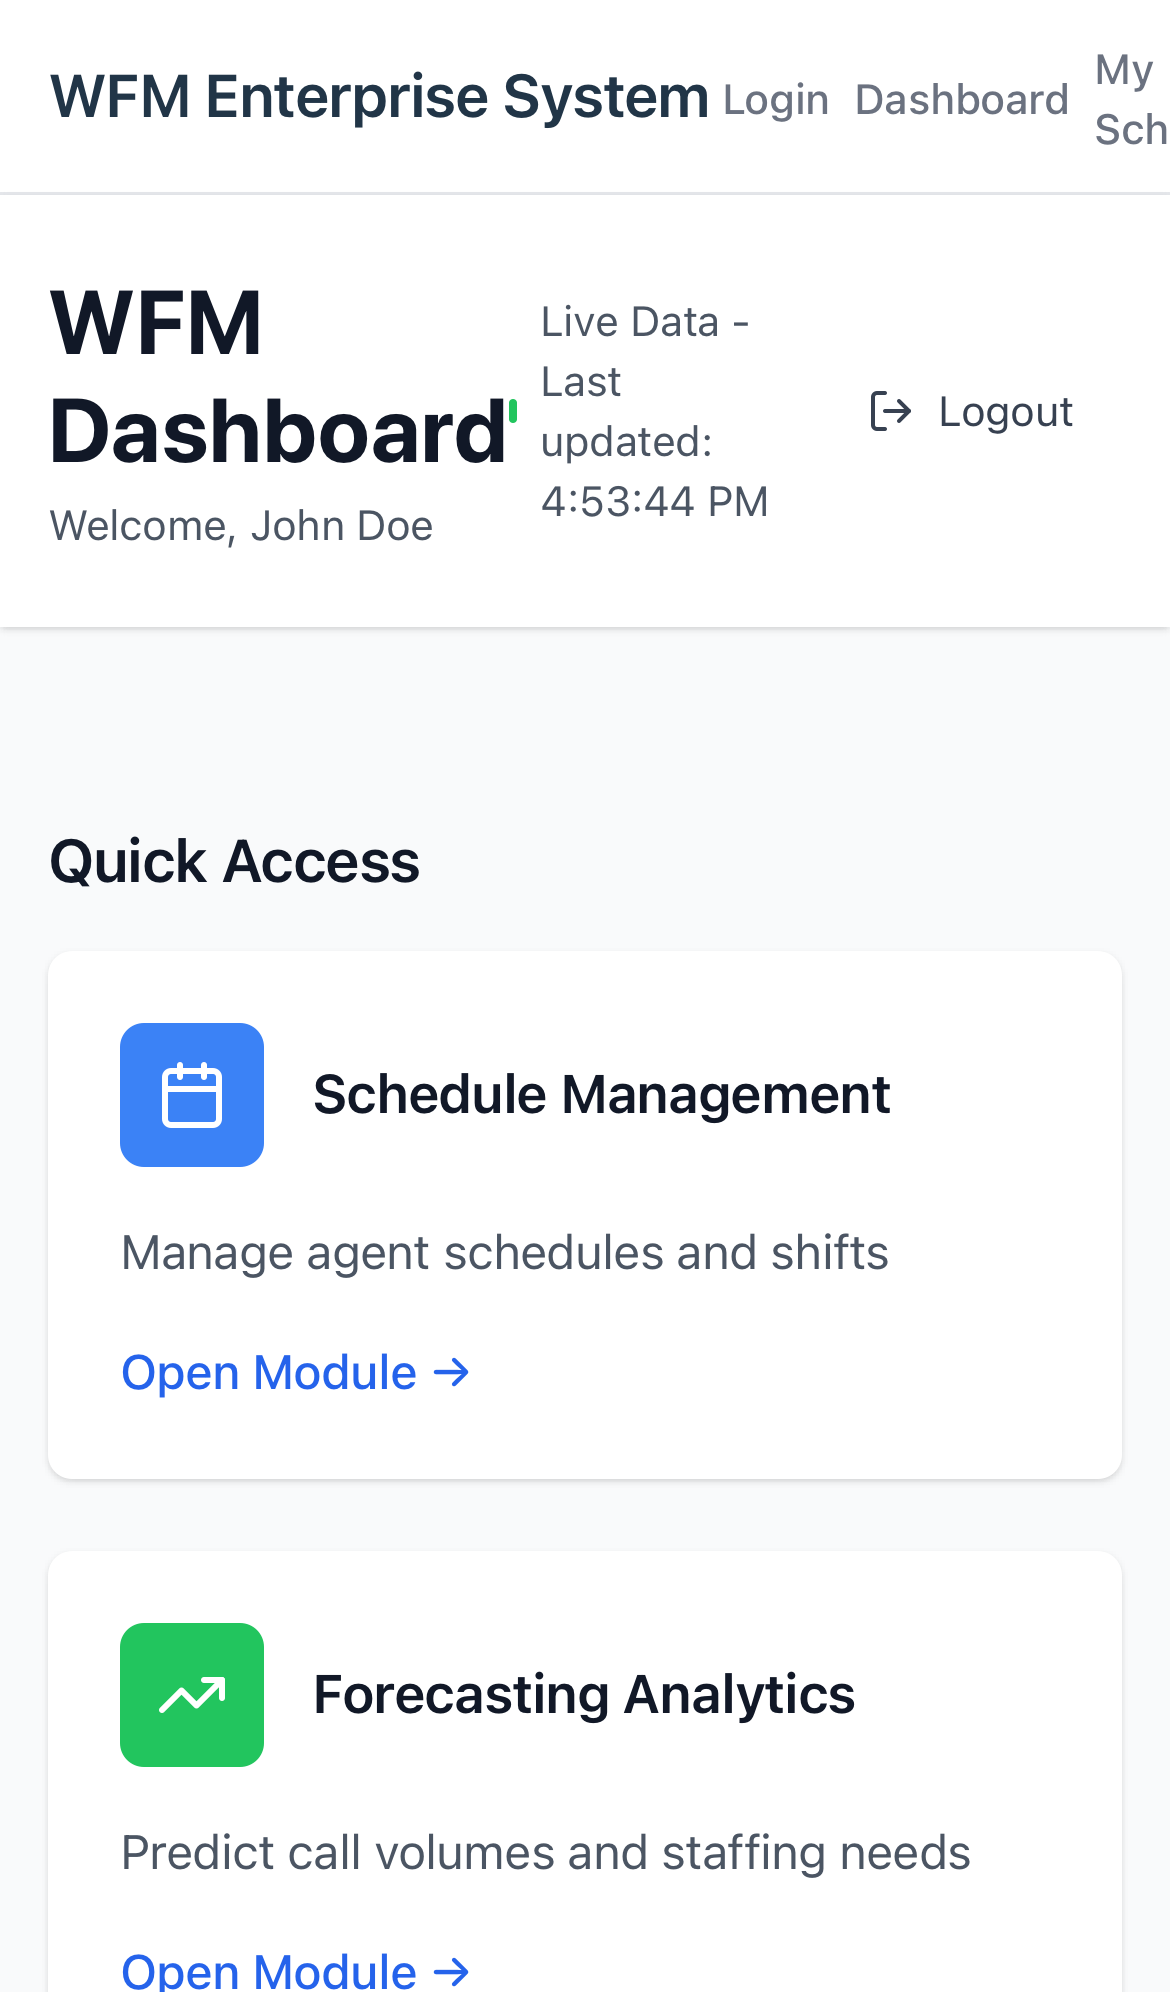 WFM Enterprise System Login Dashboard My
Sch
WFM
Dashboard
Welcome, John Doe
Live Data -
Last
updated:
4:53:44 PM
Logout
Quick Access
Schedule Management
Manage agent schedules and shifts
Open Module →
Forecasting Analytics
Predict call volumes and staffing needs
Open Module →